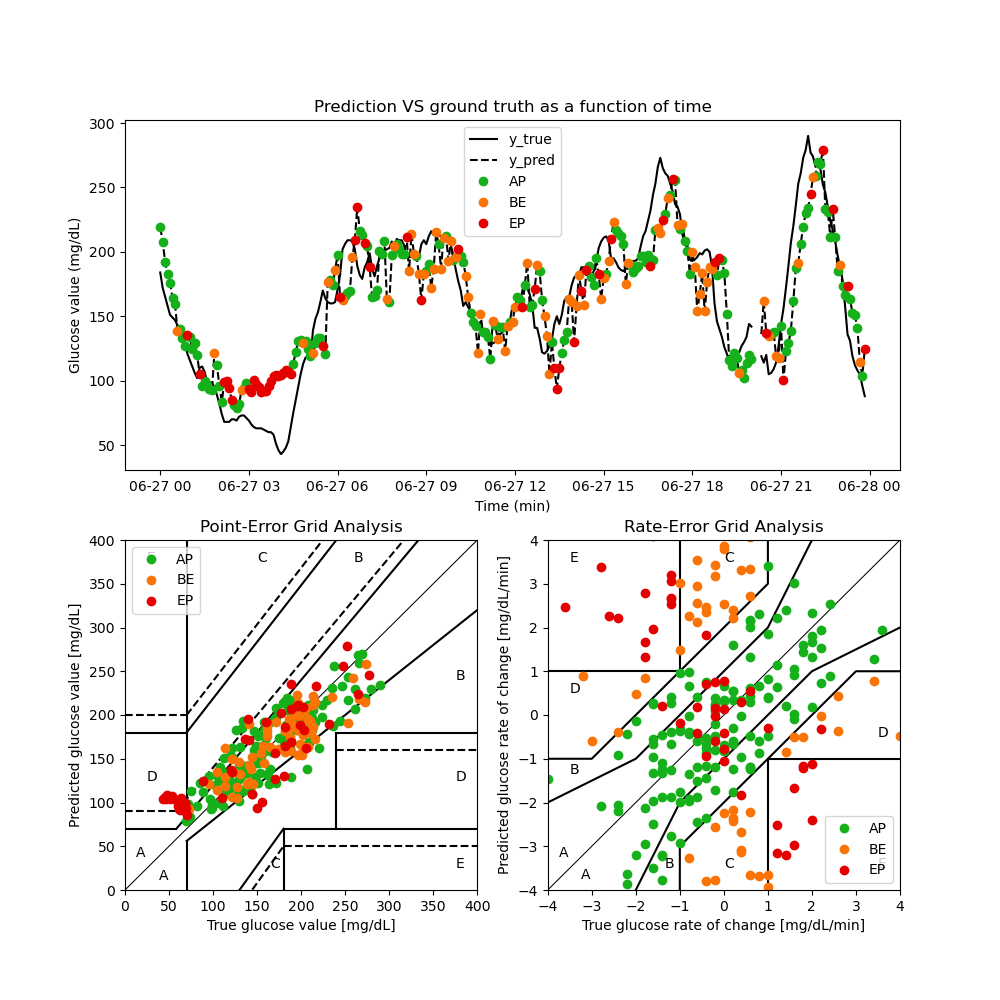 Prediction VS ground truth as a function of time
Glucose value (mg/dL)
300
250
200
150
100
50
y_true
y_pred
AP
BE
EP
06-27 00 06-27 03 06-27 06 06-27 09 06-27 12 06-27 15 06-27 18 06-27 21 06-28 00
Time (min)
Point-Error Grid Analysis
Predicted glucose value [mg/dL]
400
350
300
250
200
150
100
50
0
AP
BE
EP
C B
B
D D
A
C E
A
0 50 100 150 200 250 300 350 400
True glucose value [mg/dL]
Rate-Error Grid Analysis
Predicted glucose rate of change [mg/dL/min]
4
3
2
1
0
−1
−2
−3
−4
E C
D
D
B
A B C
A
AP
BE
EP
−4 −3 −2 −1 0 1 2 3 4
True glucose rate of change [mg/dL/min]